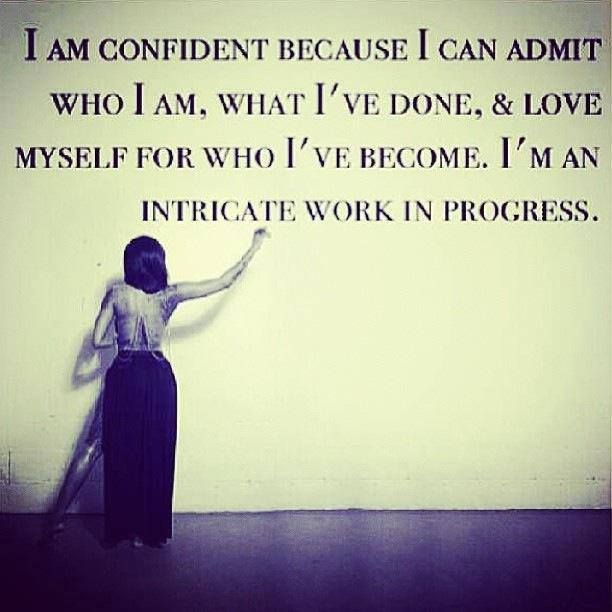 I AM CONFIDENT BECAUSE I CAN ADMIT
WHO I AM, WHAT I'VE DONE, & LOVE
MYSELF FOR WHO I'VE BECOME. I'M AN
INTRICATE WORK IN PROGRESS.